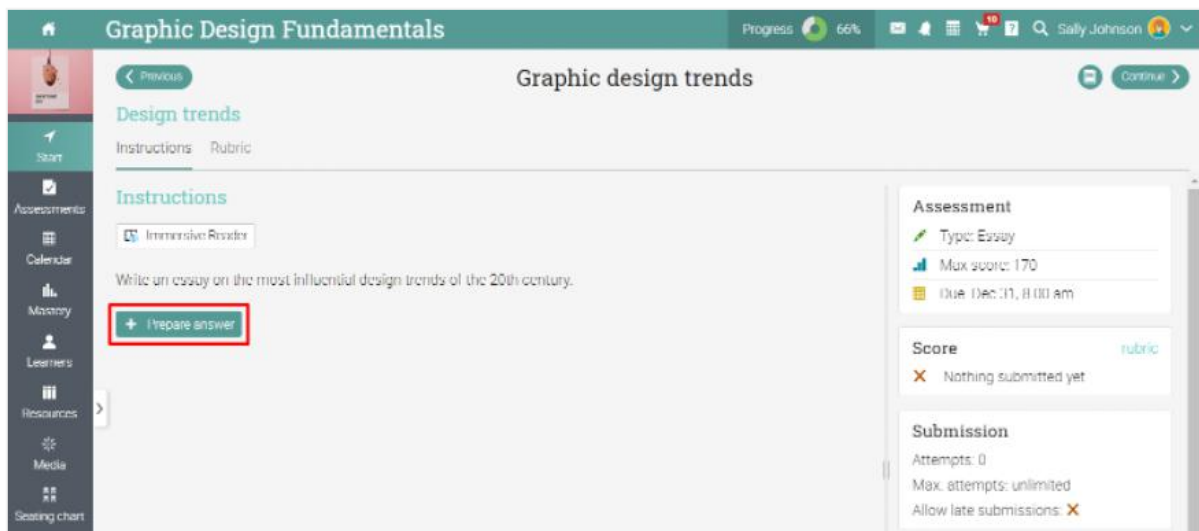 Graphic Design Fundamentals
Progress 66%
10
?
Sally Johnson
Previous
Graphic design trends
Continue
Design trends
Instructions Rubric
Start
Assessments
Calendar
Mastery
Learners
Resources
Media
Seating chart
Instructions
Immersive Reader
Write an essay on the most influential design trends of the 20th century.
+ Prepare answer
Assessment
Type: Essay
Max score: 170
Due: Dec 31, 8:00 am
Score rubric
Nothing submitted yet
Submission
Attempts: 0
Max. attempts: unlimited
Allow late submissions: